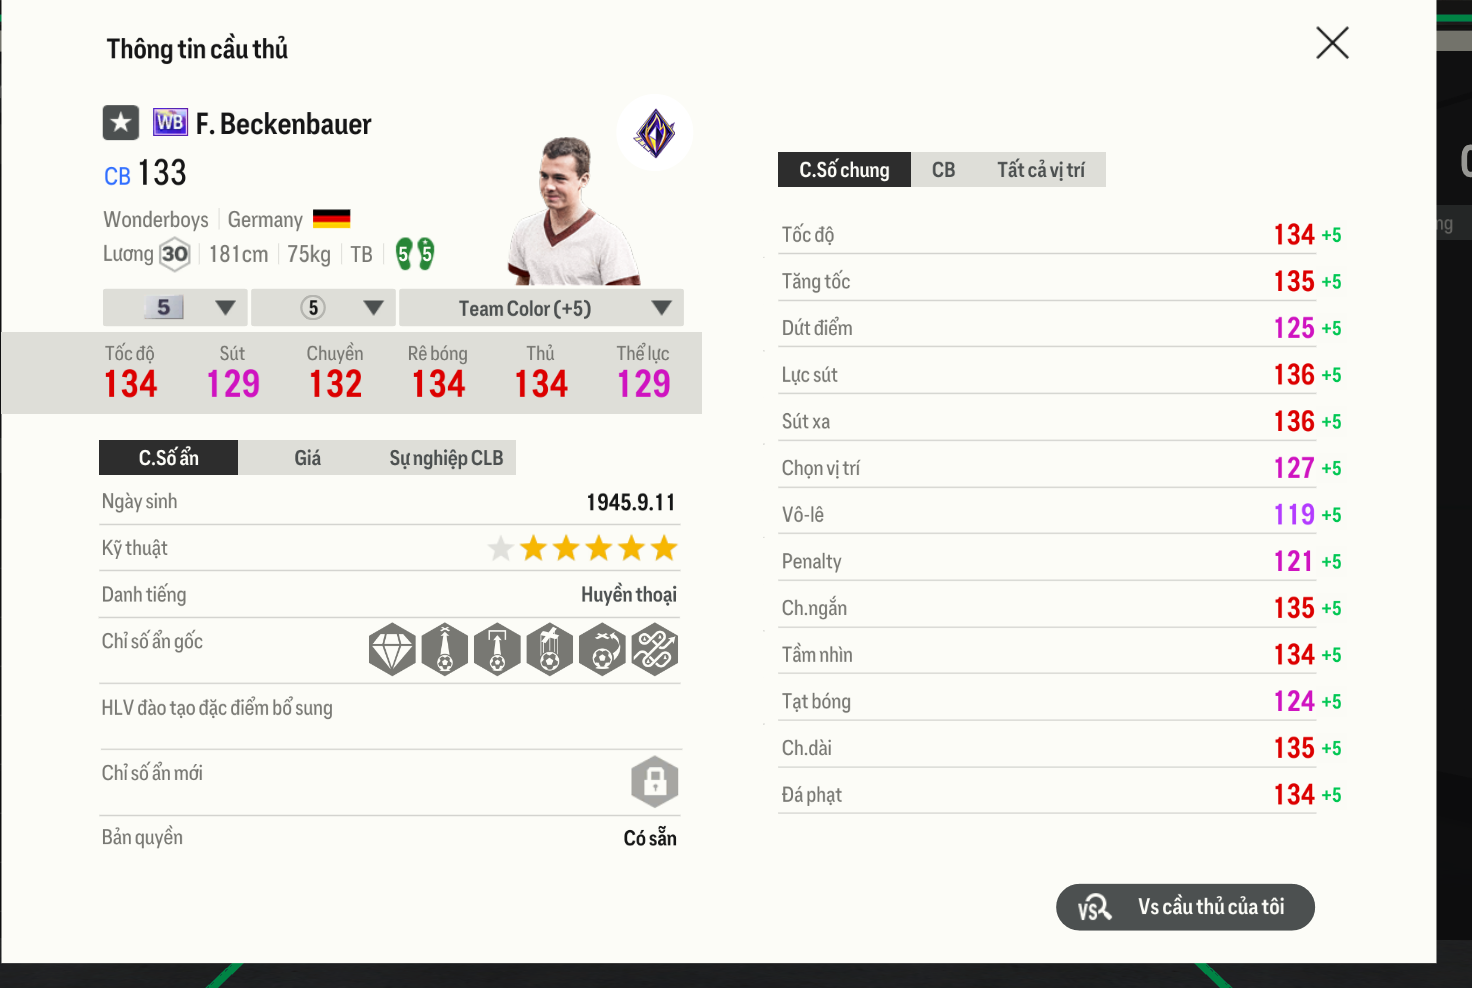 Thông tin cầu thủ
WB F. Beckenbauer
CB 133
Wonderboys Germany
Lương 30 181cm 75kg TB 5 5
5 5 Team Color (+5)
Tốc độ Sút Chuyền Rê bóng Thủ Thể lực
134 129 132 134 134 129
C.Số ẩn Giá Sự nghiệp CLB
Ngày sinh 1945.9.11
Kỹ thuật
Danh tiếng Huyền thoại
Chỉ số ẩn gốc
HLV đào tạo đặc điểm bổ sung
Chỉ số ẩn mới
Bản quyền Có sẵn
C.Số chung CB Tất cả vị trí
Tốc độ 134 +5
Tăng tốc 135 +5
Dứt điểm 125 +5
Lực sút 136 +5
Sút xa 136 +5
Chọn vị trí 127 +5
Vô-lê 119 +5
Penalty 121 +5
Ch.ngắn 135 +5
Tầm nhìn 134 +5
Tạt bóng 124 +5
Ch.dài 135 +5
Đá phạt 134 +5
VS Vs cầu thủ của tôi